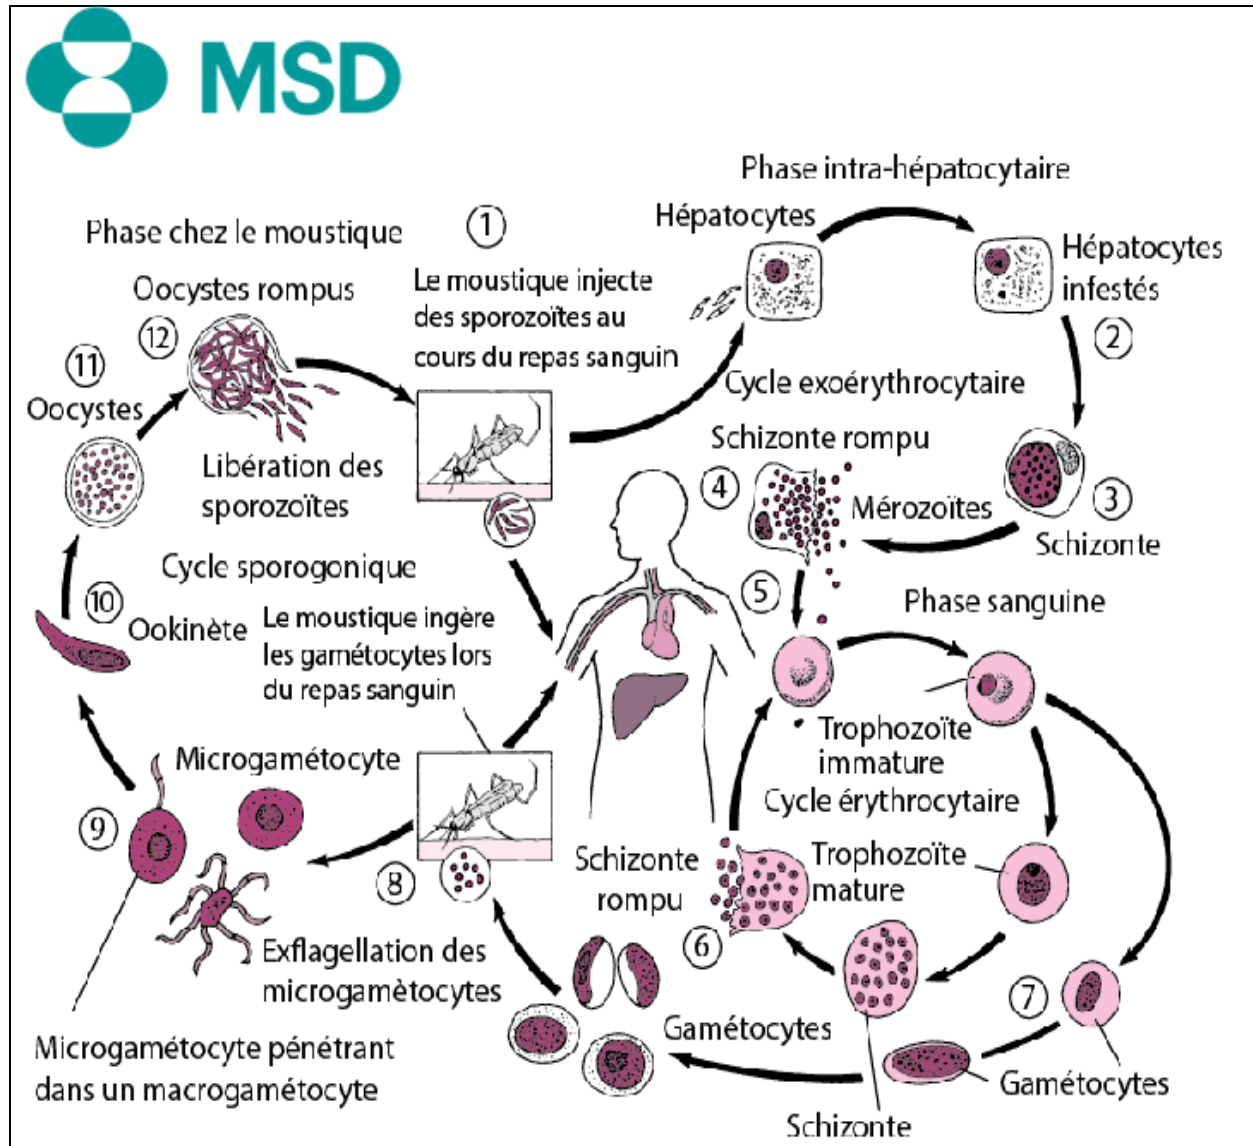 MSD
Phase intra-hépatocytaire
Phase chez le moustique
1
Hépatocytes
Hépatocytes
infestés
2
Oocystes rompus
12
Le moustique injecte
des sporozoïtes au
cours du repas sanguin
11
Oocystes
Cycle exoérythrocytaire
Schizonte rompu
4
Mérozoïtes
3
Schizonte
Libération des
sporozoïtes
Cycle sporogonique
10
Ookinète
Le moustique ingère
les gamétocytes lors
du repas sanguin
5
Phase sanguine
Trophozoïte
immature
Cycle érythrocytaire
Microgamétocyte
9
8
Schizonte
rompu
6
Trophozoïte
mature
7
Exflagellation des
microgamètocytes
Gamétocytes
Gamétocytes
Microgamétocyte pénétrant
dans un macrogamétocyte
Schizonte